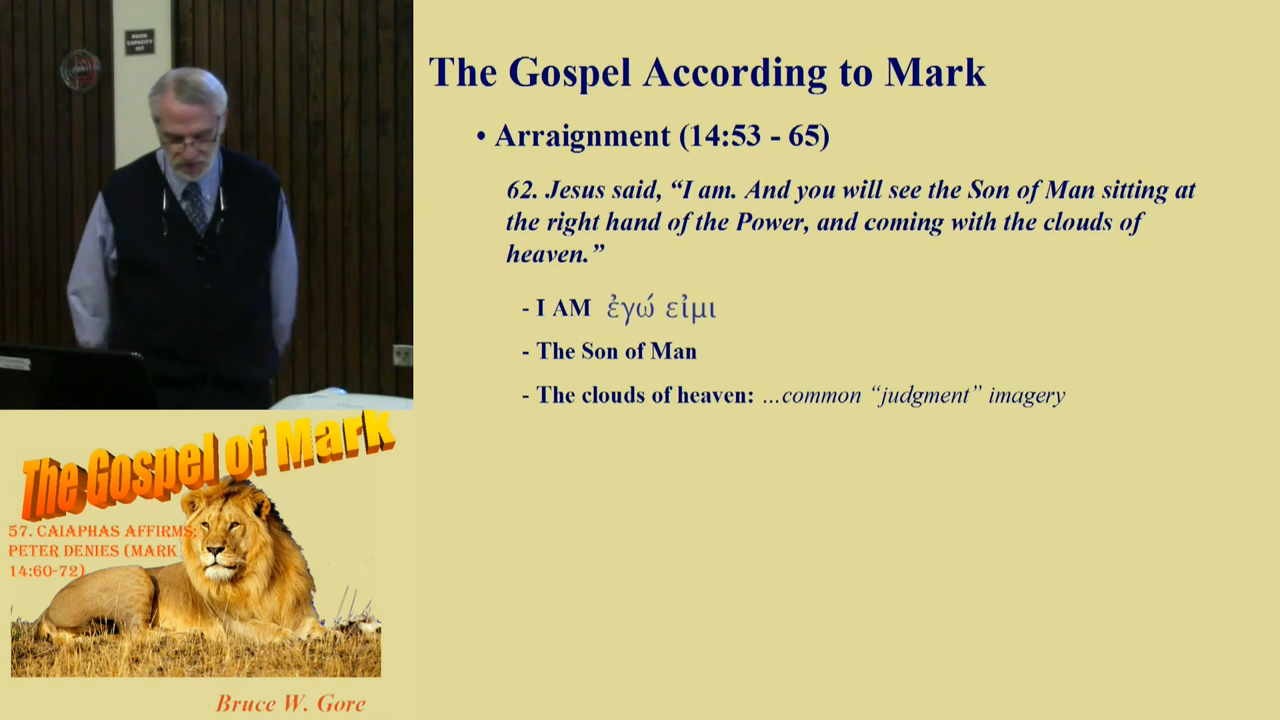 ROOM
CAPACITY
The Gospel According to Mark
• Arraignment (14:53 - 65)
62. Jesus said, “I am. And you will see the Son of Man sitting at
the right hand of the Power, and coming with the clouds of
heaven.”
- I AM ἐγώ εἰμι
- The Son of Man
- The clouds of heaven: …common “judgment” imagery
The Gospel of Mark
57. CAIAPHAS AFFIRMS;
PETER DENIES (MARK
14:60-72)
Bruce W. Gore